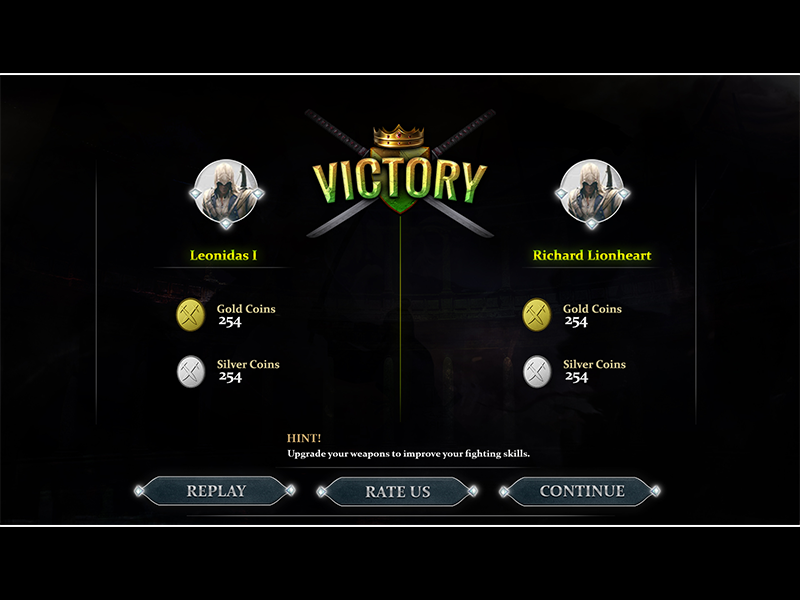 VICTORY
Leonidas I
Richard Lionheart
Gold Coins
254
Gold Coins
254
Silver Coins
254
Silver Coins
254
HINT!
Upgrade your weapons to improve your fighting skills.
REPLAY
RATE US
CONTINUE